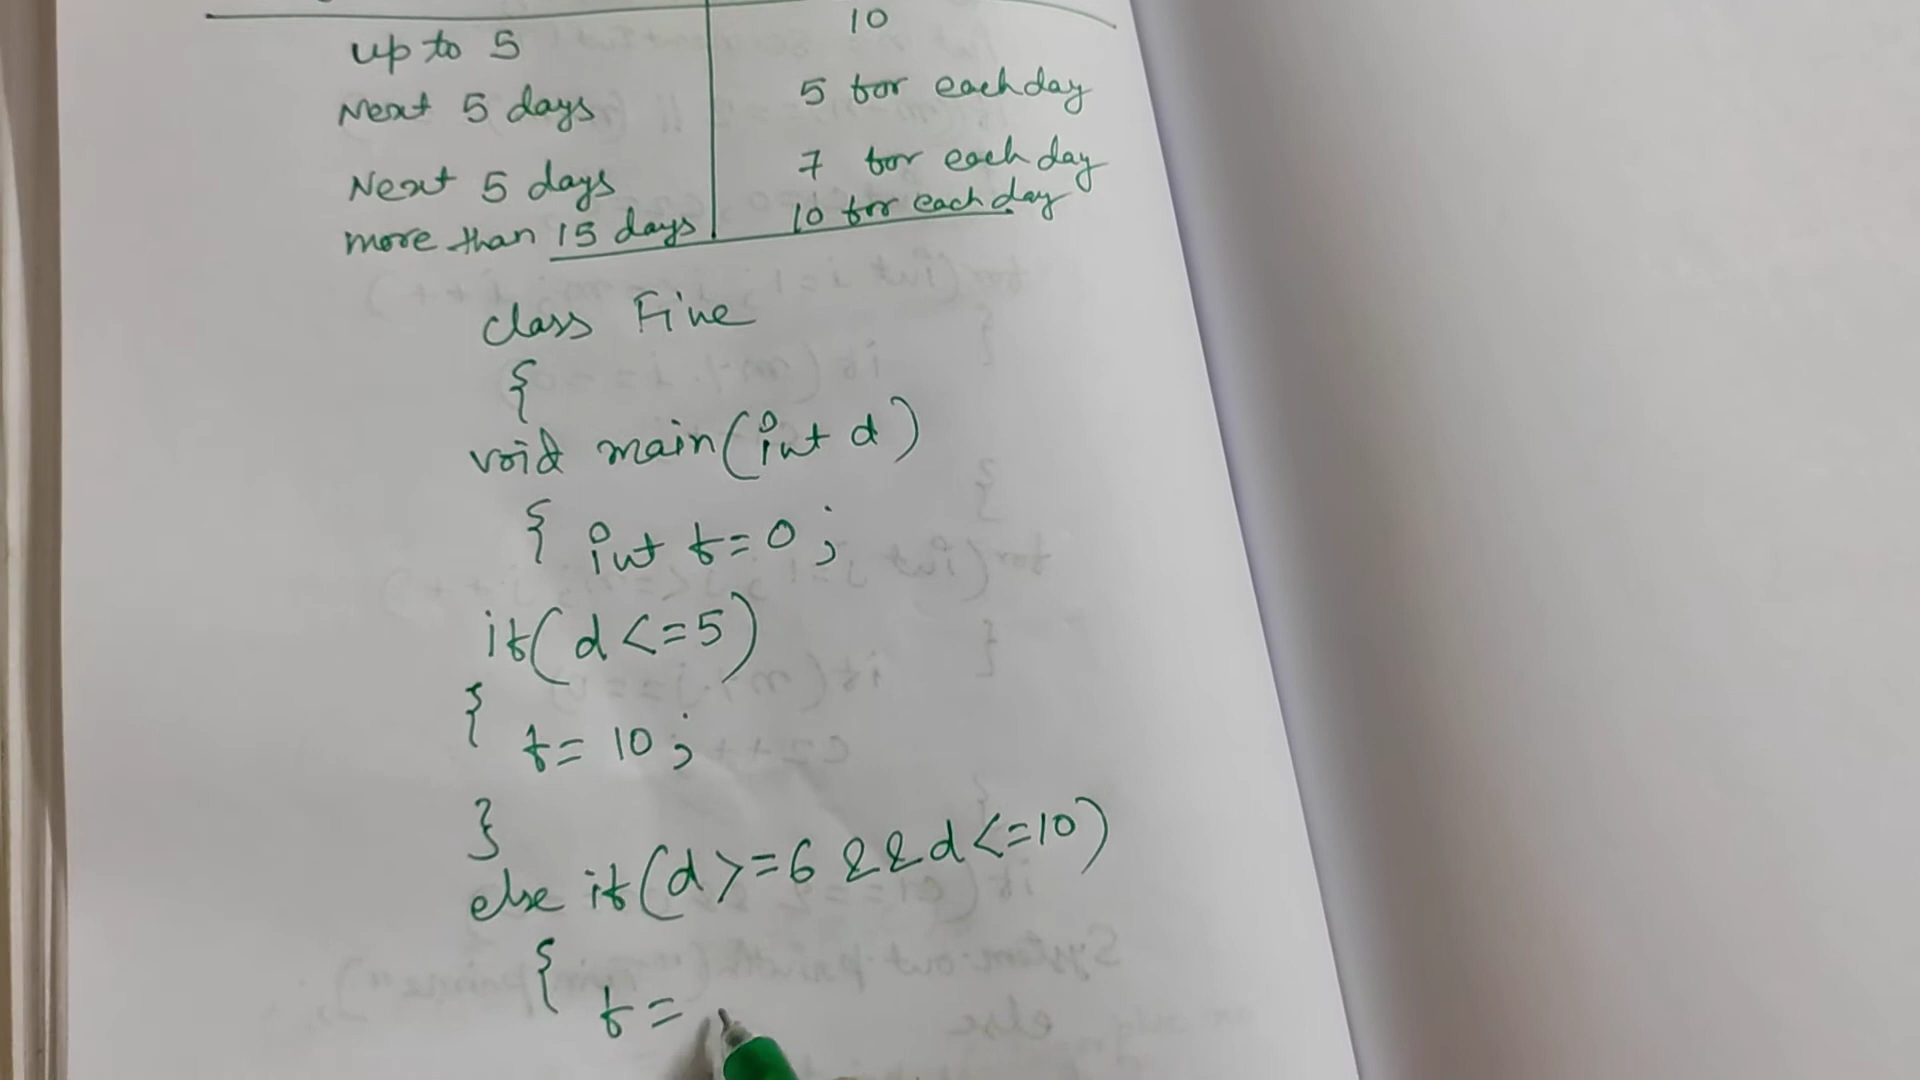 up to 5 10
Next 5 days 5 for each day
Next 5 days 7 for each day
more than 15 days 10 for each day
class Fine
{
void main(int d)
{ int f=0;
if(d<=5)
{
f=10;
}
else if(d>=6 &&d<=10)
{
f=